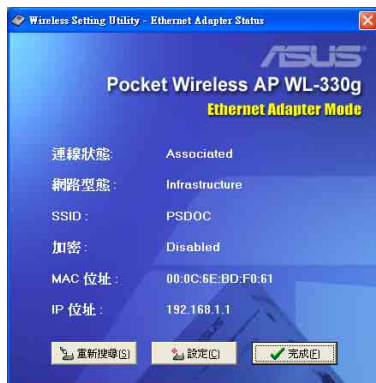 Wireless Setting Utility - Ethernet Adapter Status
ASUS
Pocket Wireless AP WL-330g
Ethernet Adapter Mode
連線狀態: Associated
網路型態: Infrastructure
SSID : PSDOC
加密: Disabled
MAC 位址: 00:0C:6E:BD:F0:61
IP 位址: 192.168.1.1
重新搜尋(S) 設定(C) 完成(F)